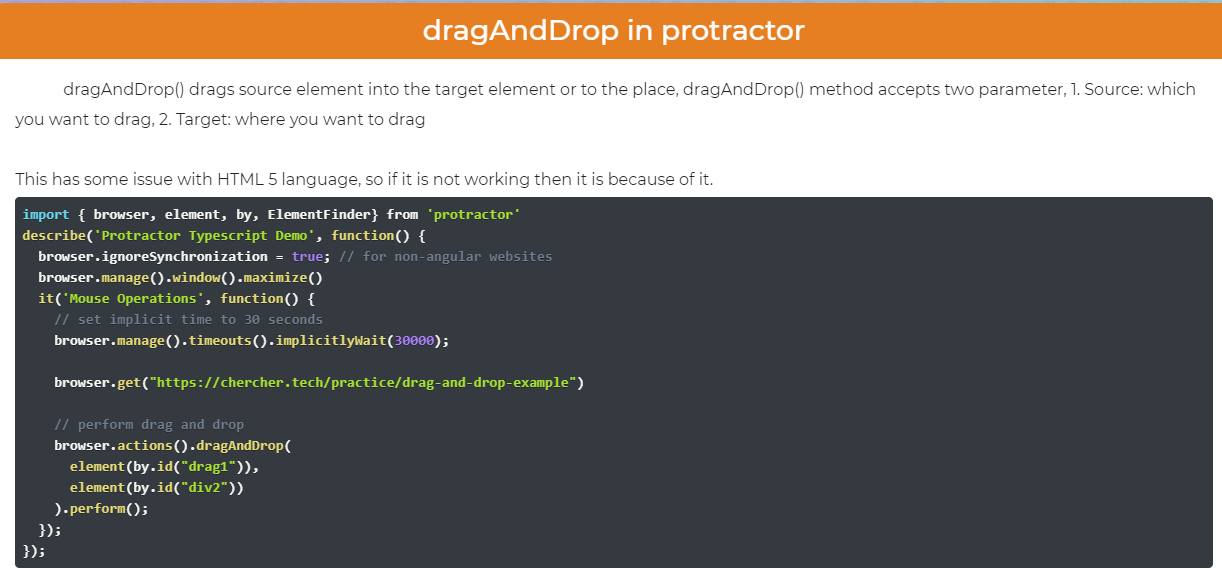 dragAndDrop in protractor
dragAndDrop() drags source element into the target element or to the place, dragAndDrop() method accepts two parameter, 1. Source: which
you want to drag, 2. Target: where you want to drag
This has some issue with HTML 5 language, so if it is not working then it is because of it.
import { browser, element, by, ElementFinder} from 'protractor'
describe('Protractor Typescript Demo', function() {
  browser.ignoreSynchronization = true; // for non-angular websites
  browser.manage().window().maximize()
  it('Mouse Operations', function() {
    // set implicit time to 30 seconds
    browser.manage().timeouts().implicitlyWait(30000);
    browser.get("https://chercher.tech/practice/drag-and-drop-example")
    // perform drag and drop
    browser.actions().dragAndDrop(
      element(by.id("drag1")),
      element(by.id("div2"))
    ).perform();
  });
});